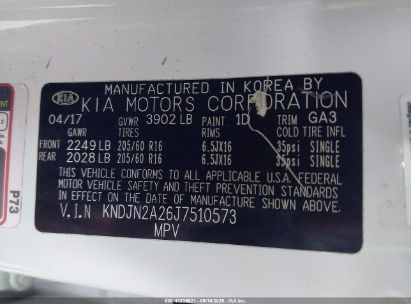 MANUFACTURED IN KOREA BY
KIA KIA MOTORS CORPORATION
04/17 GVWR 3902 LB PAINT 1D TRIM GA3
GAWR TIRES RIMS COLD TIRE INFL
FRONT 2249 LB 205/60 R16 6.5JX16 35psi SINGLE
REAR 2028 LB 205/60 R16 6.5JX16 35psi SINGLE
THIS VEHICLE CONFORMS TO ALL APPLICABLE U.S.A. FEDERAL
MOTOR VEHICLE SAFETY AND THEFT PREVENTION STANDARDS
IN EFFECT ON THE DATE OF MANUFACTURE SHOWN ABOVE.
V.I.N KNDJN2A26J7510573
MPV
P73